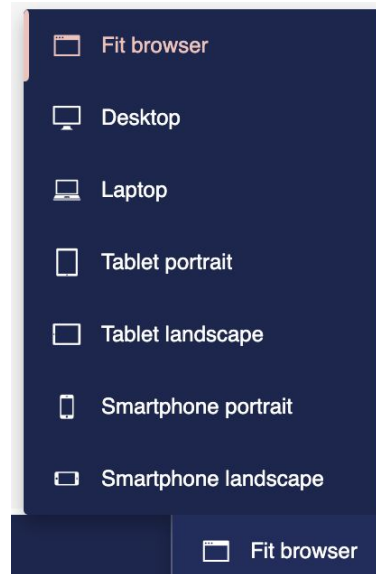 Fit browser
Desktop
Laptop
Tablet portrait
Tablet landscape
Smartphone portrait
Smartphone landscape
Fit browser